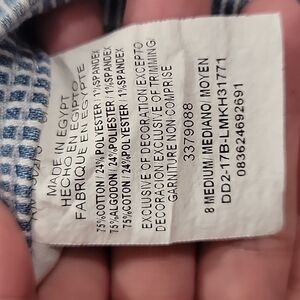 MADE IN EGYPT
HECHO EN EGIPTO
FABRIQUE EN EGYPTE
75%COTTON / 24%POLYESTER / 1%SPANDEX
75%ALGODON / 24%POLYESTER / 1%SPANDEX
75%COTON / 24%POLYESTER / 1%SPANDEX
EXCLUSIVE OF DECORATION EXCEPTO
DECORACION EXCLUSIVE OF TRIMMING
GARNITURE NON COMPRISE
3379088
8 MEDIUM / MEDIANO / MOYEN
DD2-17B-LMKH31771
083624692691